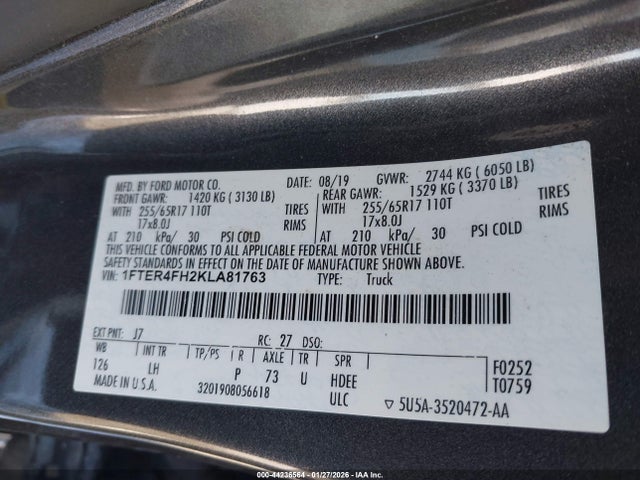 MFD. BY FORD MOTOR CO. DATE: 08/19 GVWR: 2744 KG ( 6050 LB)
FRONT GAWR: 1420 KG ( 3130 LB) REAR GAWR: 1529 KG ( 3370 LB)
WITH 255/65R17 110T TIRES WITH 255/65R17 110T TIRES
17x8.0J RIMS 17x8.0J RIMS
AT 210 kPa/ 30 PSI COLD AT 210 kPa/ 30 PSI COLD
THIS VEHICLE CONFORMS TO ALL APPLICABLE FEDERAL MOTOR VEHICLE
SAFETY STANDARDS IN EFFECT ON THE DATE OF MANUFACTURE SHOWN ABOVE.
VIN: 1FTER4FH2KLA81763 TYPE: Truck
EXT PNT: J7 RC: 27 DSO:
WB INT TR TP/PS R AXLE TR SPR F0252
126 LH P 73 U HDEE T0759
MADE IN U.S.A. 3201908056618 ULC ▽ 5U5A-3520472-AA
000-44236564 | 01/27/2026 | IAA, Inc.